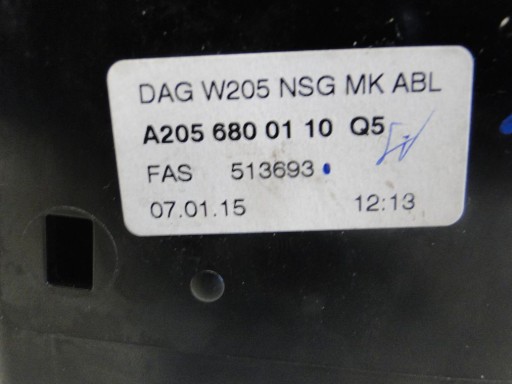 DAG W205 NSG MK ABL
A205 680 01 10 Q5
FAS 513693
07.01.15 12:13